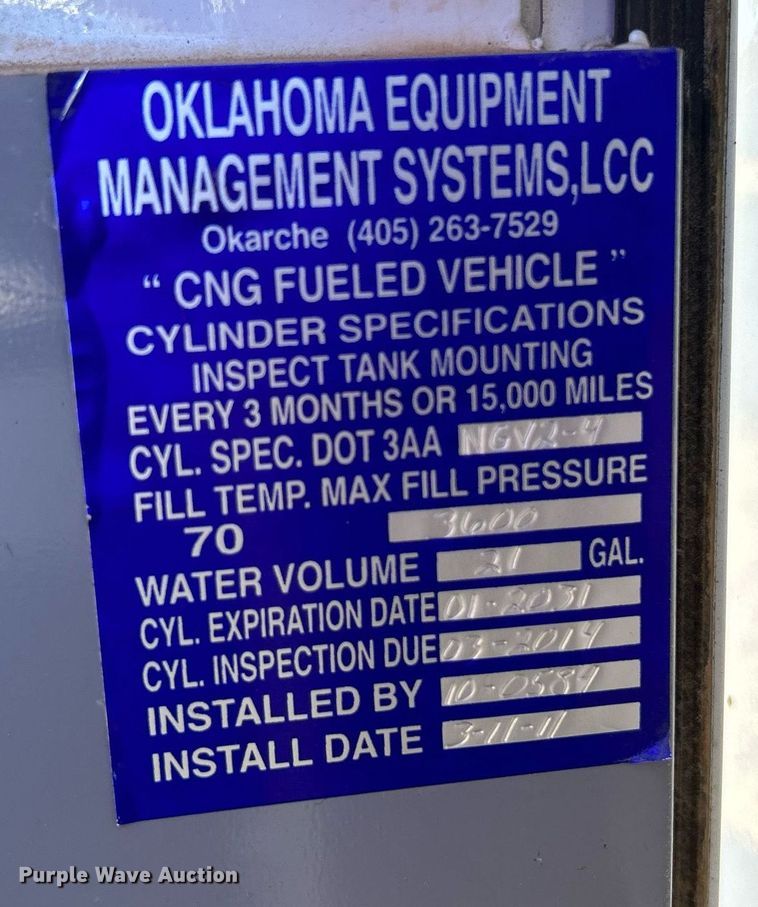 OKLAHOMA EQUIPMENT
MANAGEMENT SYSTEMS,LCC
Okarche (405) 263-7529
“ CNG FUELED VEHICLE ”
CYLINDER SPECIFICATIONS
INSPECT TANK MOUNTING
EVERY 3 MONTHS OR 15,000 MILES
CYL. SPEC. DOT 3AA NGV2-4
FILL TEMP. MAX FILL PRESSURE
70 3600
WATER VOLUME 21 GAL.
CYL. EXPIRATION DATE 01-2031
CYL. INSPECTION DUE 03-2014
INSTALLED BY 10-0584
INSTALL DATE 3-11-11
Purple Wave Auction